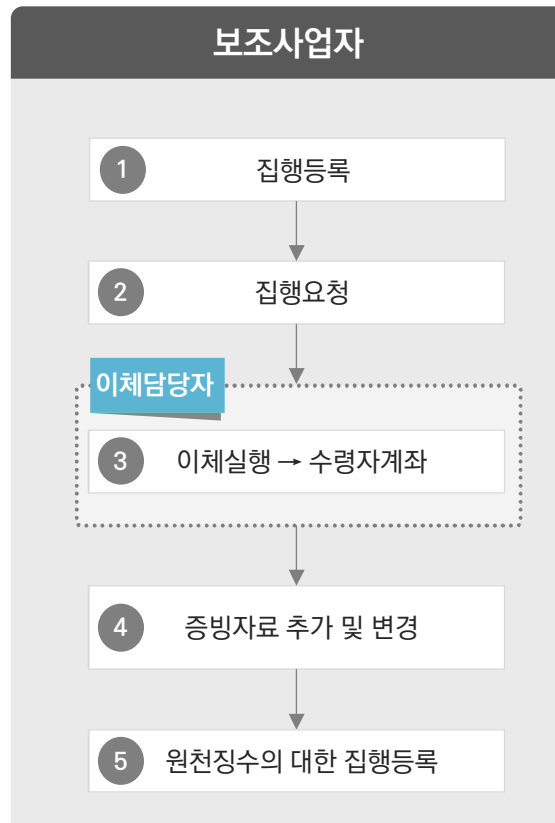 보조사업자
1 집행등록
2 집행요청
이체담당자
3 이체실행 → 수령자계좌
4 증빙자료 추가 및 변경
5 원천징수의 대한 집행등록